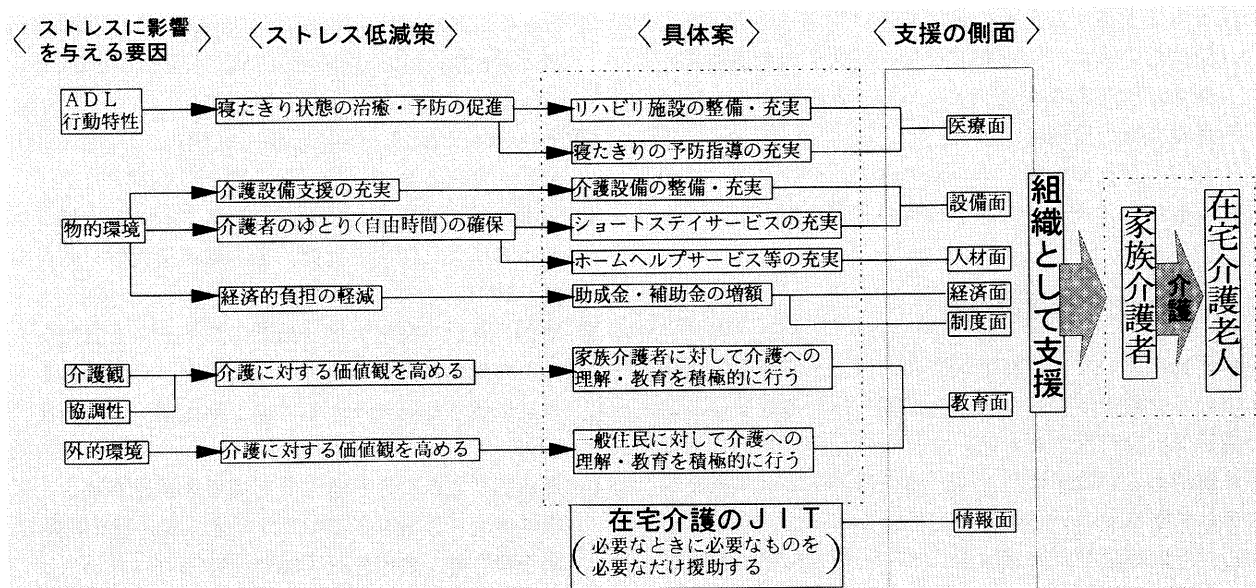 〈ストレスに影響を与える要因〉
〈ストレス低減策〉
〈具体案〉
〈支援の側面〉
ADL
行動特性
寝たきり状態の治癒・予防の促進
リハビリ施設の整備・充実
寝たきりの予防指導の充実
医療面
物的環境
介護設備支援の充実
介護設備の整備・充実
介護者のゆとり(自由時間)の確保
ショートステイサービスの充実
設備面
ホームヘルプサービス等の充実
人材面
経済的負担の軽減
助成金・補助金の増額
経済面
制度面
介護観
協調性
介護に対する価値観を高める
家族介護者に対して介護への
理解・教育を積極的に行う
教育面
外的環境
介護に対する価値観を高める
一般住民に対して介護への
理解・教育を積極的に行う
在宅介護のJIT
(必要なときに必要なものを
必要なだけ援助する)
情報面
組織として支援
家族介護者
介護
在宅介護老人